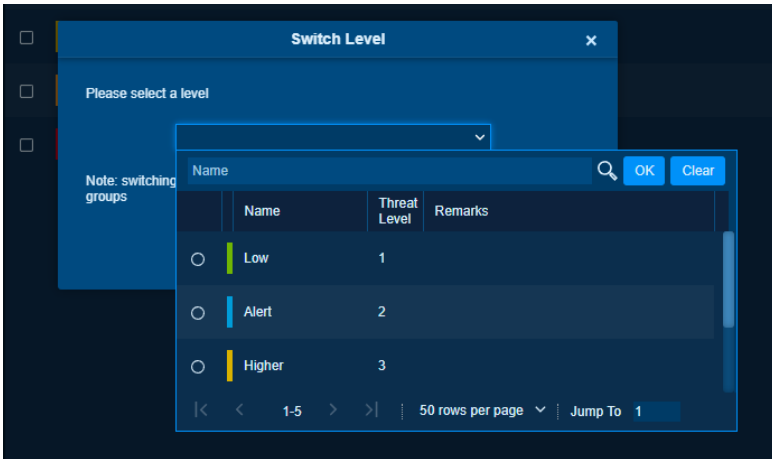 Switch Level
Please select a level
Note: switching
groups
Name
OK
Clear
Name
Threat
Level
Remarks
Low
1
Alert
2
Higher
3
1-5
50 rows per page
Jump To
1